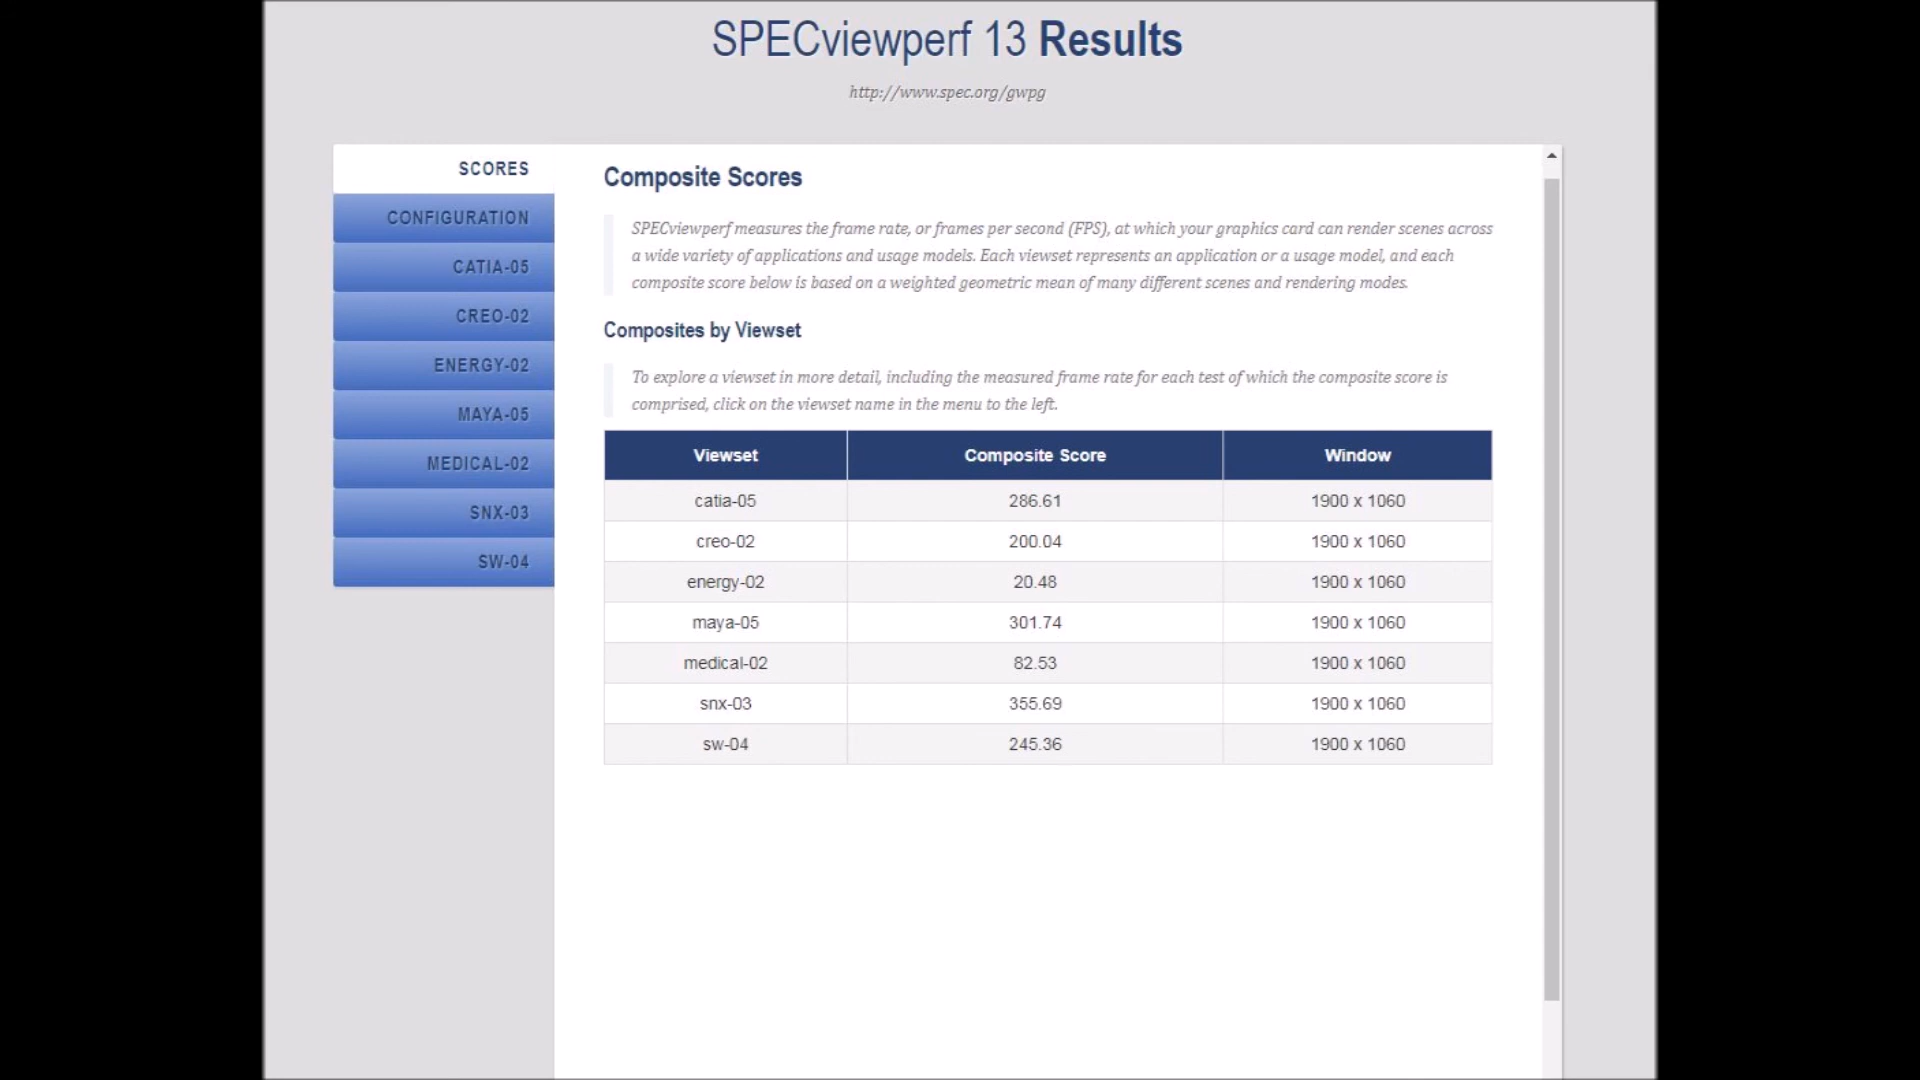 SPECviewperf 13 Results
http://www.spec.org/gwpg
SCORES
CONFIGURATION
CATIA-05
CREO-02
ENERGY-02
MAYA-05
MEDICAL-02
SNX-03
SW-04
Composite Scores
SPECviewperf measures the frame rate, or frames per second (FPS), at which your graphics card can render scenes across
a wide variety of applications and usage models. Each viewset represents an application or a usage model, and each
composite score below is based on a weighted geometric mean of many different scenes and rendering modes.
Composites by Viewset
To explore a viewset in more detail, including the measured frame rate for each test of which the composite score is
comprised, click on the viewset name in the menu to the left.
Viewset Composite Score Window
catia-05 286.61 1900 x 1060
creo-02 200.04 1900 x 1060
energy-02 20.48 1900 x 1060
maya-05 301.74 1900 x 1060
medical-02 82.53 1900 x 1060
snx-03 355.69 1900 x 1060
sw-04 245.36 1900 x 1060